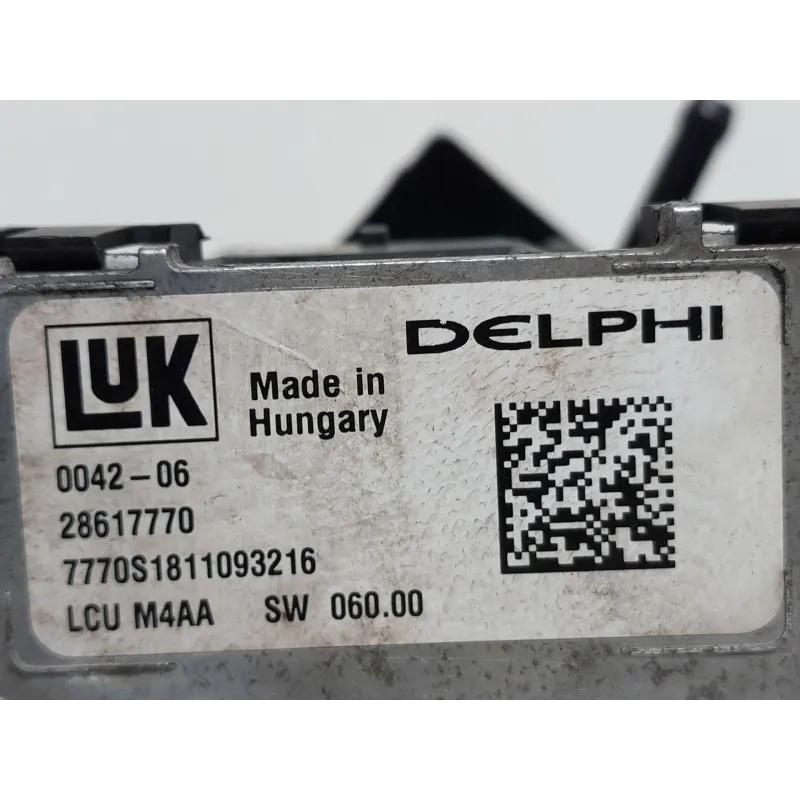 LUK
DELPHI
Made in
Hungary
0042-06
28617770
7770S1811093216
LCU M4AA SW 060.00